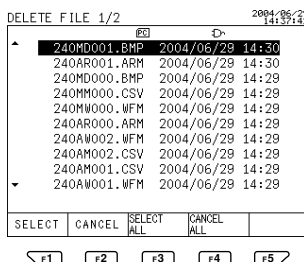 DELETE FILE 1/2
2004/06/2
14:37:4
PC
240MD001.BMP 2004/06/29 14:30
240AR001.ARM 2004/06/29 14:30
240MD000.BMP 2004/06/29 14:29
240MM000.CSV 2004/06/29 14:29
240MW000.WFM 2004/06/29 14:29
240AR000.ARM 2004/06/29 14:29
240AW002.WFM 2004/06/29 14:29
240AM002.CSV 2004/06/29 14:29
240AM001.CSV 2004/06/29 14:29
240AW001.WFM 2004/06/29 14:29
SELECT CANCEL SELECT ALL CANCEL ALL
F1 F2 F3 F4 F5